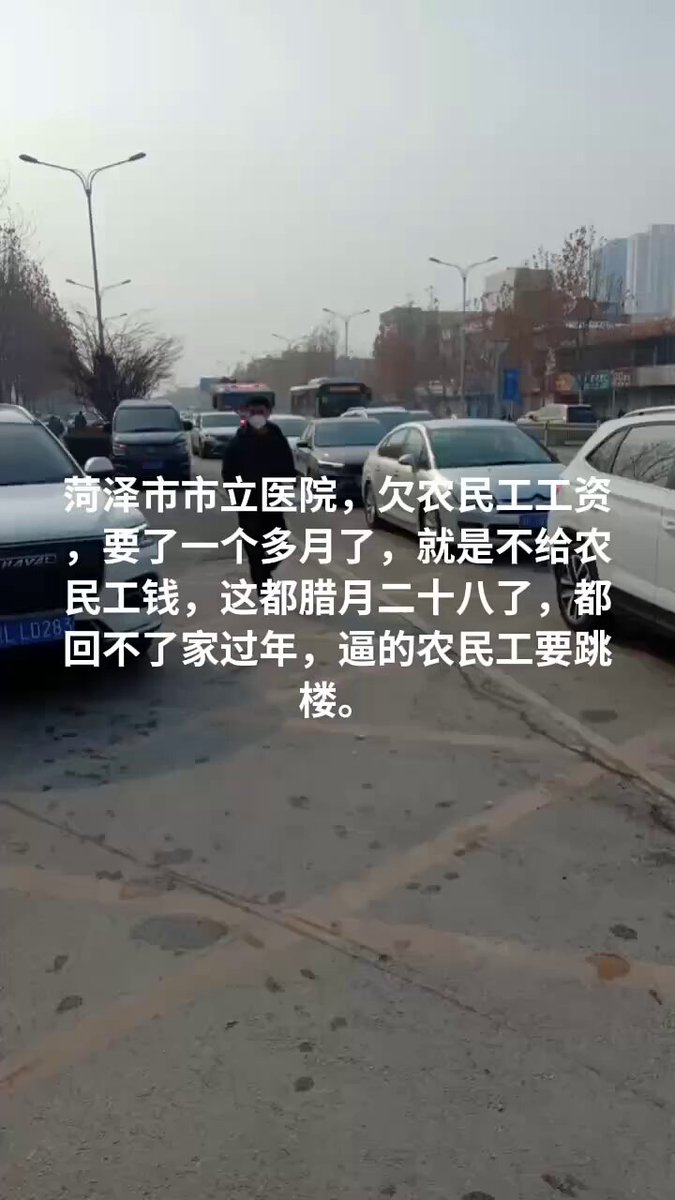 菏泽市市立医院，欠农民工工资
，要了一个多月了，就是不给农
民工钱，这都腊月二十八了，都
回不了家过年，逼的农民工要跳
楼。
HAVAL